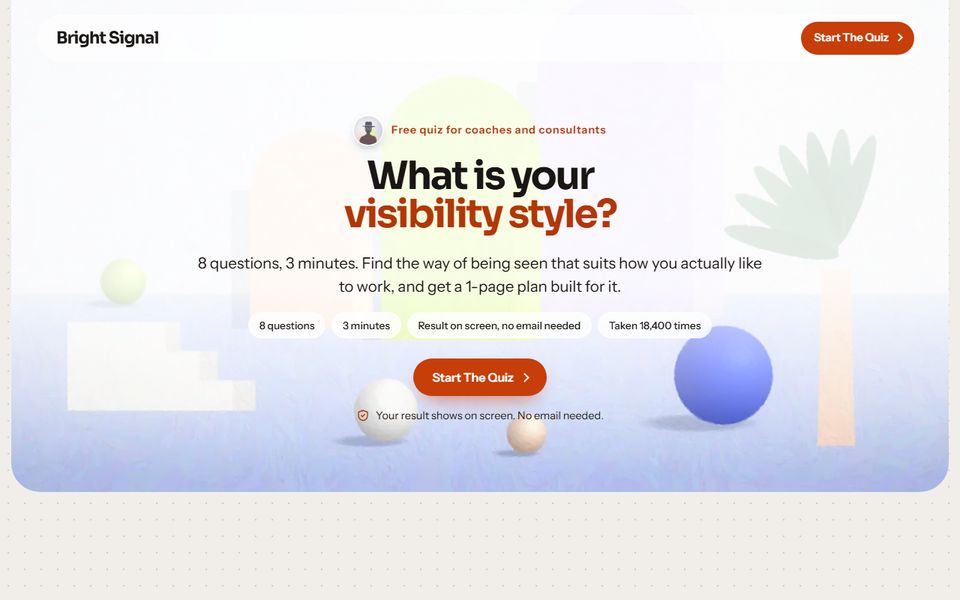 Bright Signal
Start The Quiz
Free quiz for coaches and consultants
What is your
visibility style?
8 questions, 3 minutes. Find the way of being seen that suits how you actually like
to work, and get a 1-page plan built for it.
8 questions
3 minutes
Result on screen, no email needed
Taken 18,400 times
Start The Quiz
Your result shows on screen. No email needed.